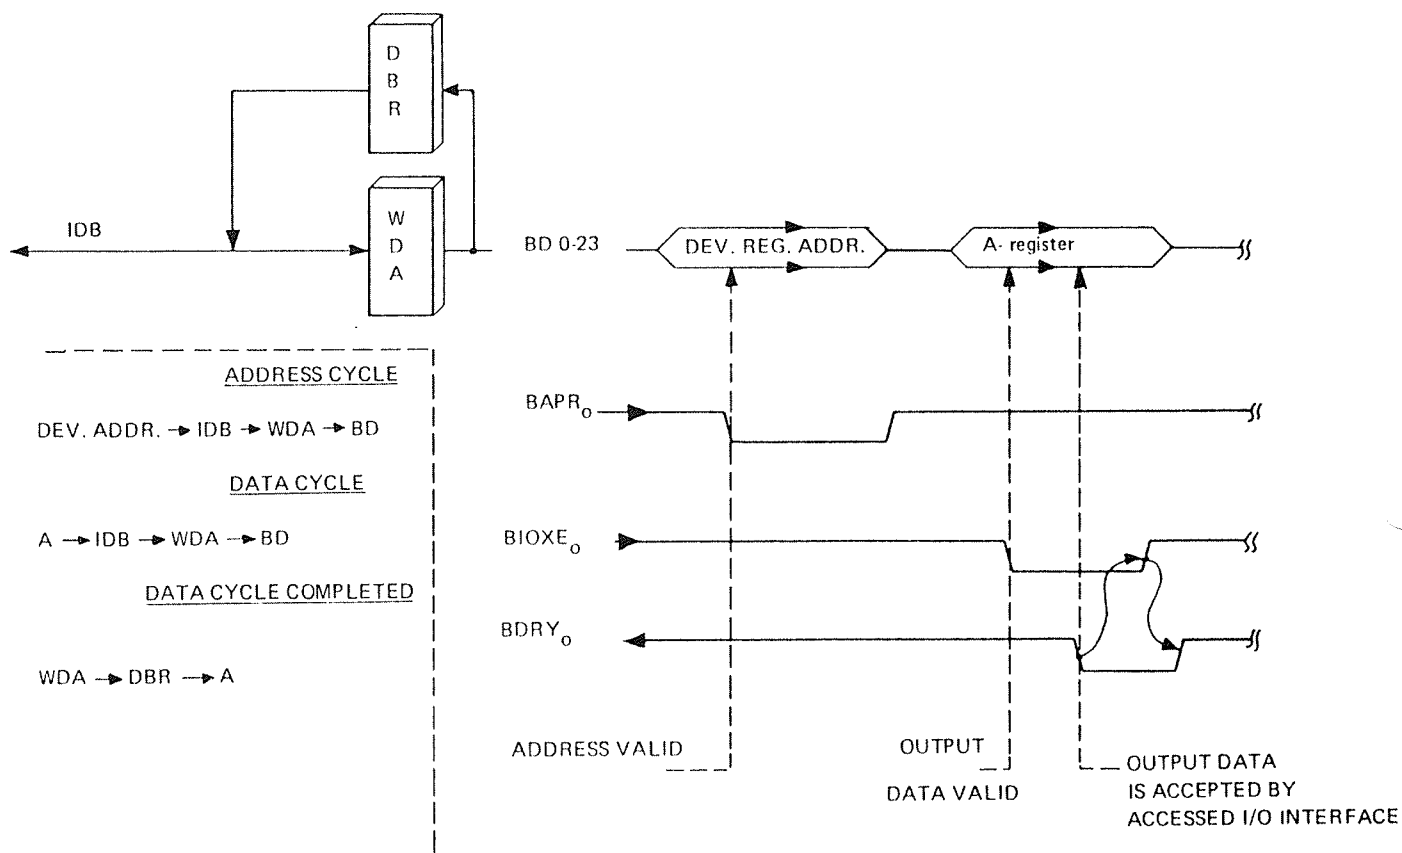 D
B
R
W
D
A
IDB
BD 0-23
DEV. REG. ADDR.
A- register
ADDRESS CYCLE
DEV. ADDR. → IDB → WDA → BD
DATA CYCLE
A → IDB → WDA → BD
DATA CYCLE COMPLETED
WDA → DBR → A
BAPRo
BIOXEo
BDRYo
ADDRESS VALID
OUTPUT
DATA VALID
OUTPUT DATA
IS ACCEPTED BY
ACCESSED I/O INTERFACE